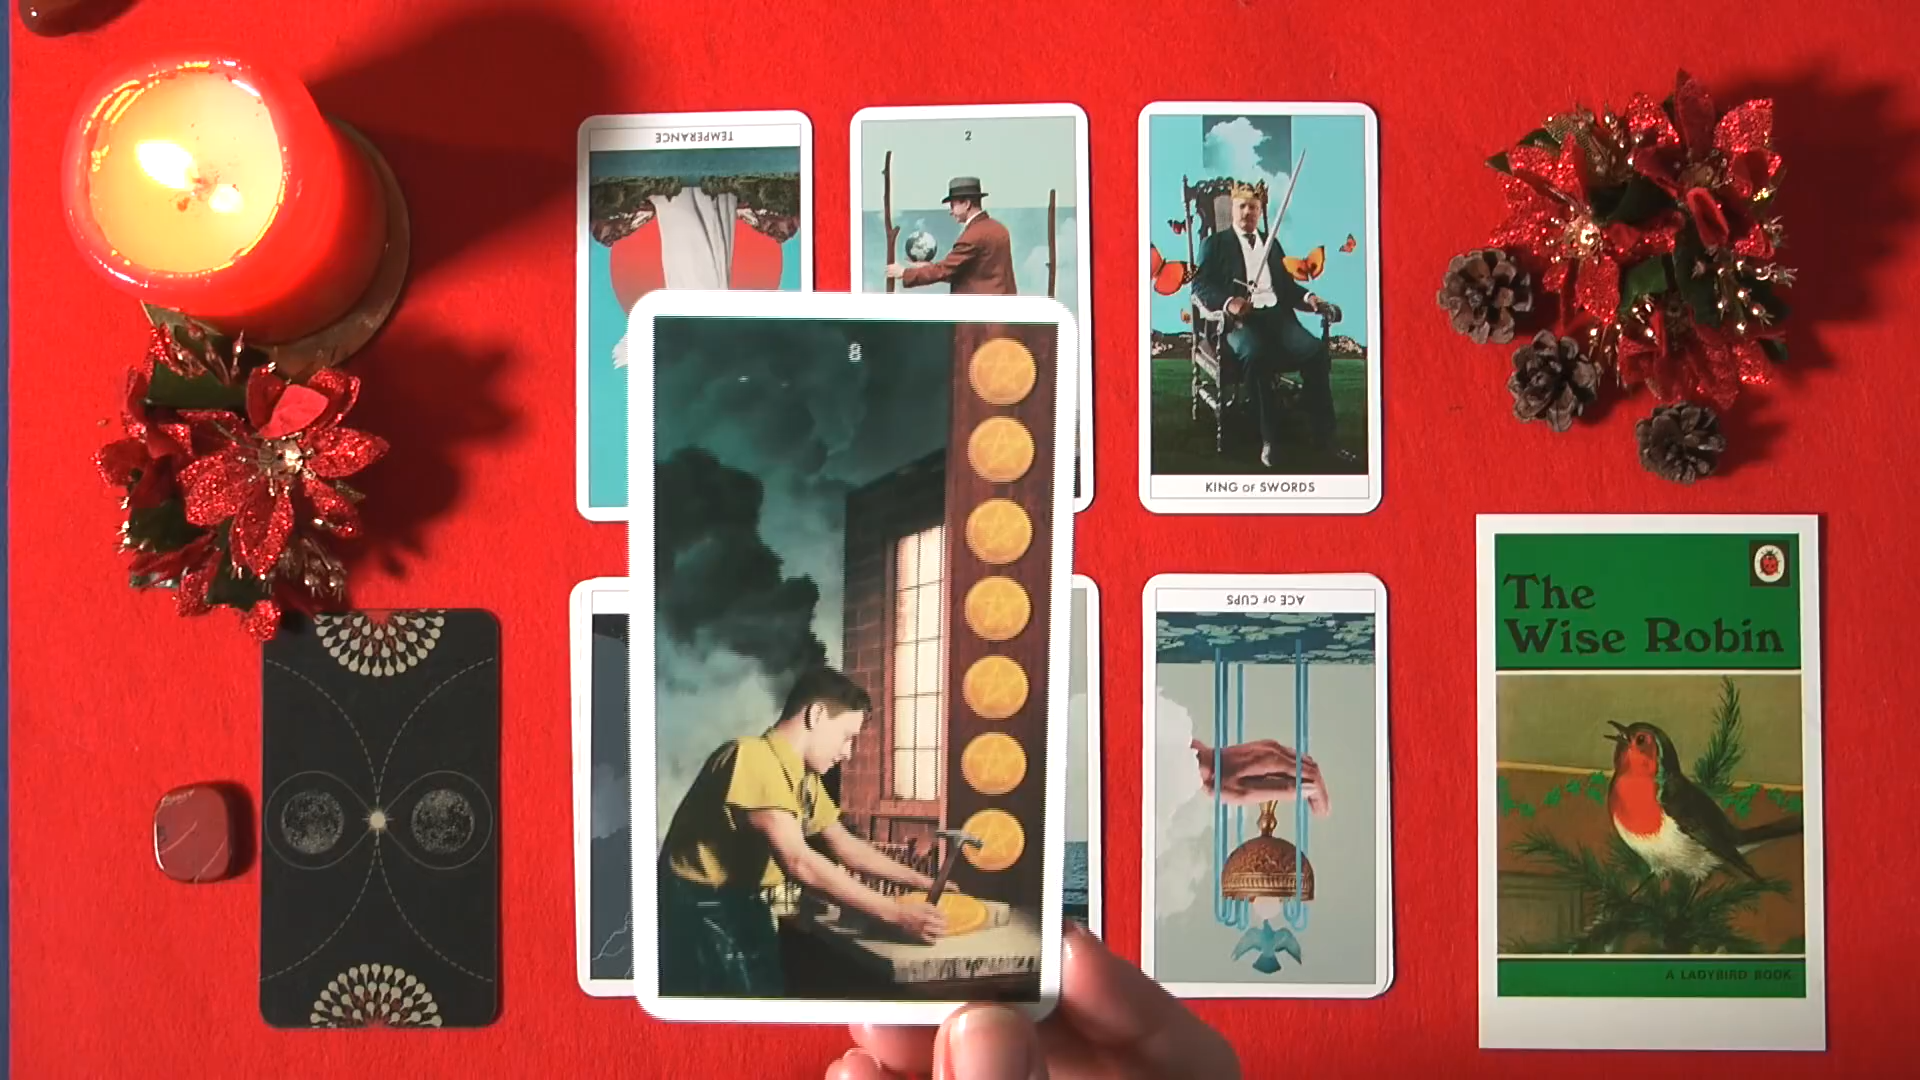 TEMPERANCE
2
KING OF SWORDS
8
ACE OF CUPS
The
Wise Robin
A LADYBIRD BOOK